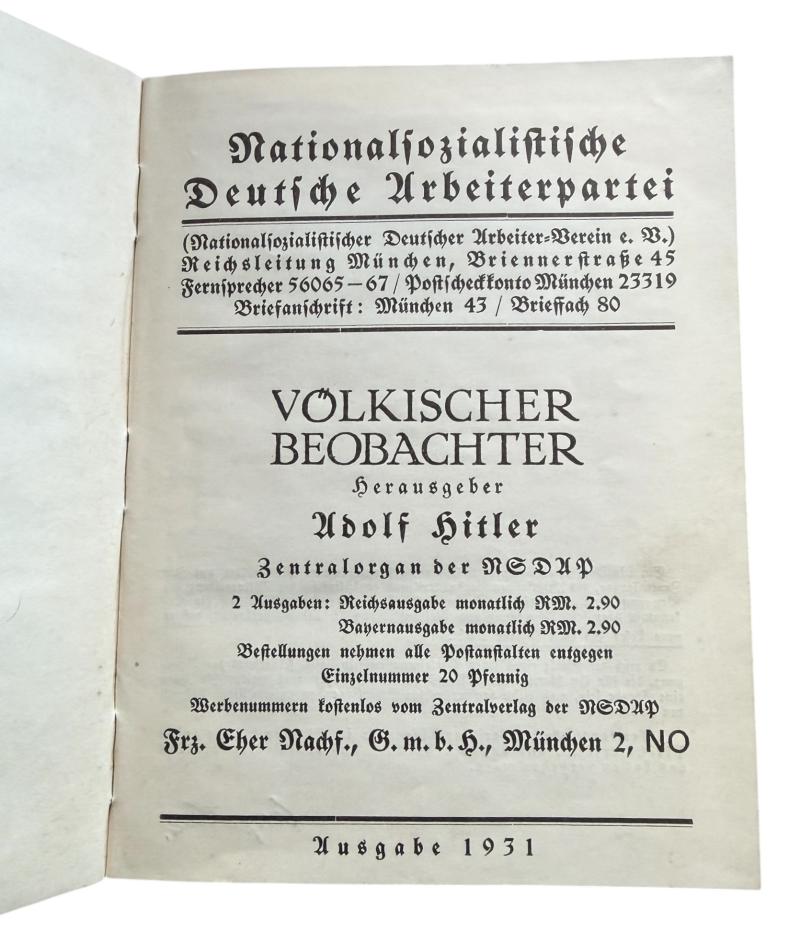 Nationalsozialistische
Deutsche Arbeiterpartei
(Nationalsozialistischer Deutscher Arbeiter=Verein e. V.)
Reichsleitung München, Briennerstraße 45
Fernsprecher 56065 — 67 / Postscheckkonto München 23319
Briefanschrift: München 43 / Brieffach 80
VÖLKISCHER
BEOBACHTER
Herausgeber
Adolf Hitler
Zentralorgan der NSDAP
2 Ausgaben: Reichsausgabe monatlich RM. 2.90
Bayernausgabe monatlich RM. 2.90
Bestellungen nehmen alle Postanstalten entgegen
Einzelnummer 20 Pfennig
Werbenummern kostenlos vom Zentralverlag der NSDAP
Frz. Eher Nachf., G. m. b. H., München 2, NO
Ausgabe 1931